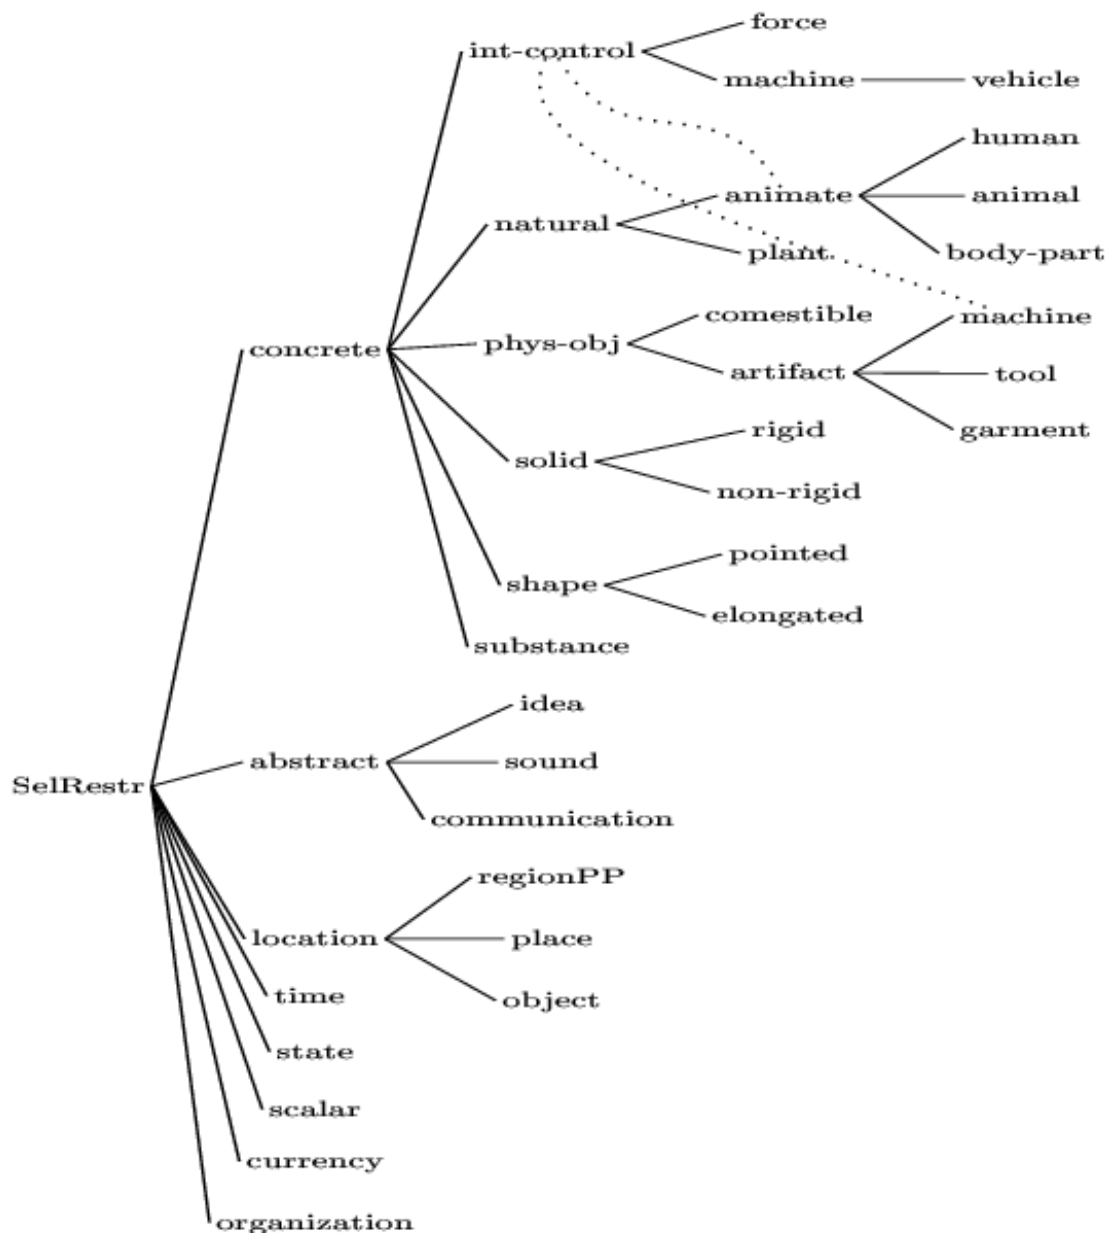 force
int-control
machine vehicle
human
animate animal
natural
plant body-part
comestible machine
phys-obj
concrete
artifact tool
rigid garment
solid
non-rigid
pointed
shape
elongated
substance
idea
abstract sound
SelRestr
communication
regionPP
location place
time object
state
scalar
currency
organization